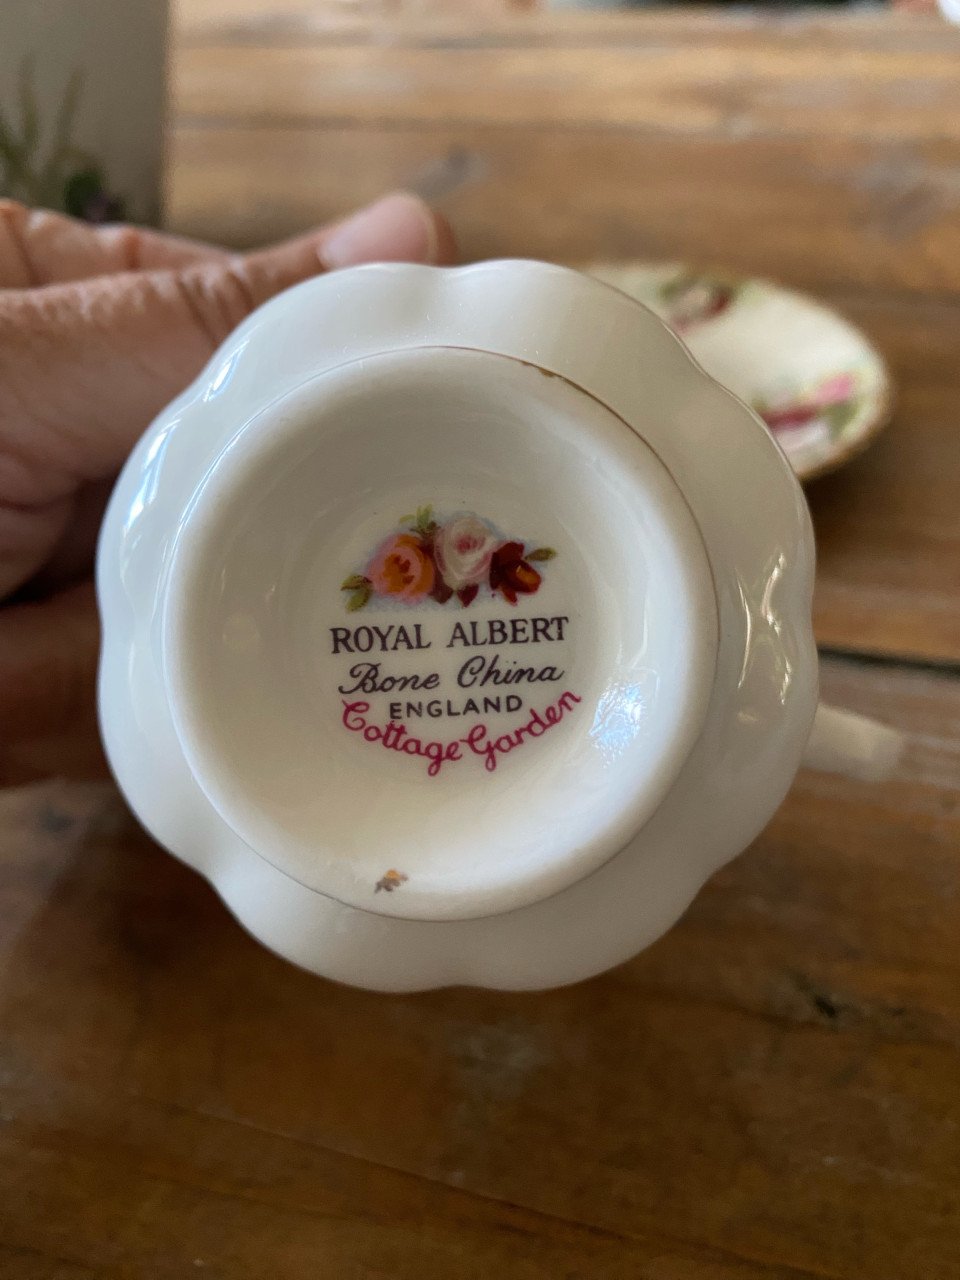 ROYAL ALBERT
Bone China
ENGLAND
Cottage Garden